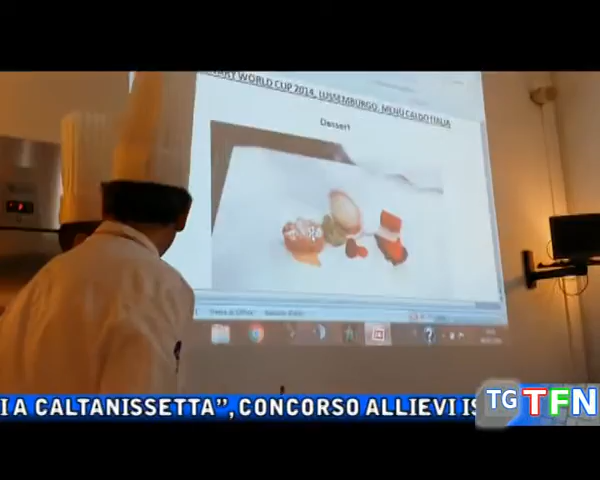 WORLD CUP 2014, LUSSEMBURGO, MENU CALDO ITALIA
Dessert
I A CALTANISSETTA”, CONCORSO ALLIEVI IS
TG TFN